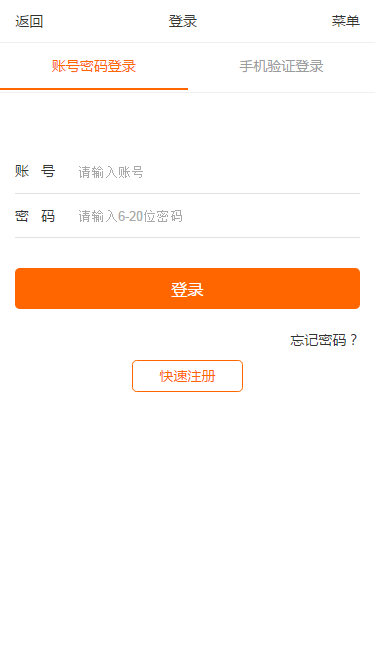 返回 登录 菜单
账号密码登录 手机验证登录
账 号 请输入账号
密 码 请输入6-20位密码
登录
忘记密码？
快速注册